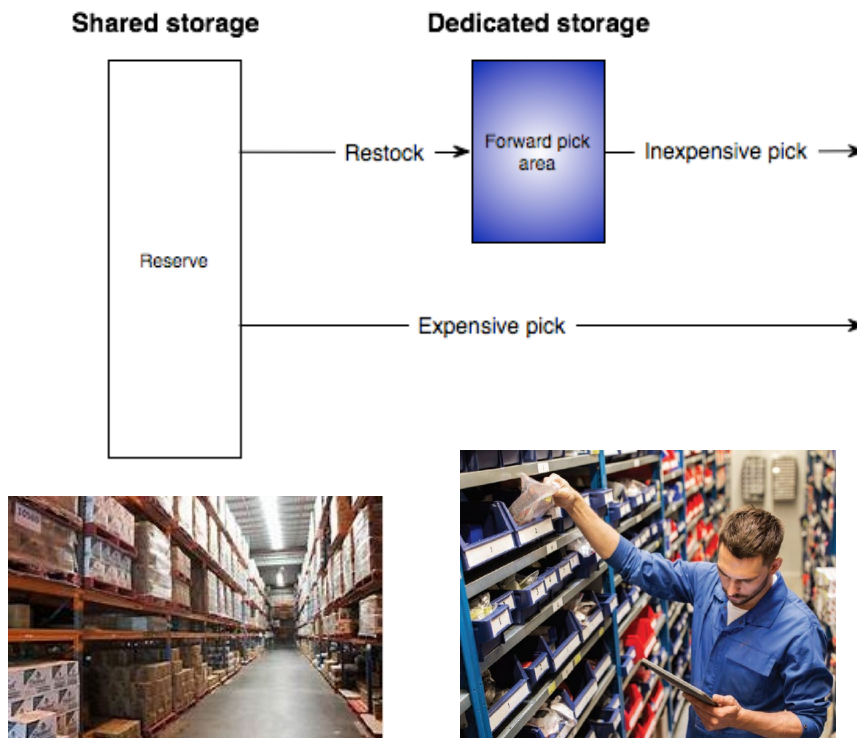 Shared storage
Dedicated storage
Restock
Forward pick
area
Inexpensive pick
Reserve
Expensive pick